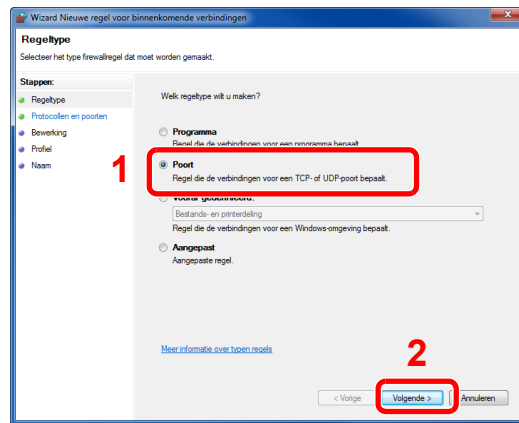 Wizard Nieuwe regel voor binnenkomende verbindingen
Regeltype
Selecteer het type firewallregel dat moet worden gemaakt.
Stappen:
Regeltype
Protocollen en poorten
Bewerking
Profiel
Naam
Welk regeltype wilt u maken?
Programma
Regel die de verbindingen voor een programma bepaalt.
1
Poort
Regel die de verbindingen voor een TCP- of UDP-poort bepaalt.
Vooraf gedefinieerd:
Bestands- en printerdeling
Regel die de verbindingen voor een Windows-omgeving bepaalt.
Aangepast
Aangepaste regel.
Meer informatie over typen regels
2
< Vorige
Volgende >
Annuleren